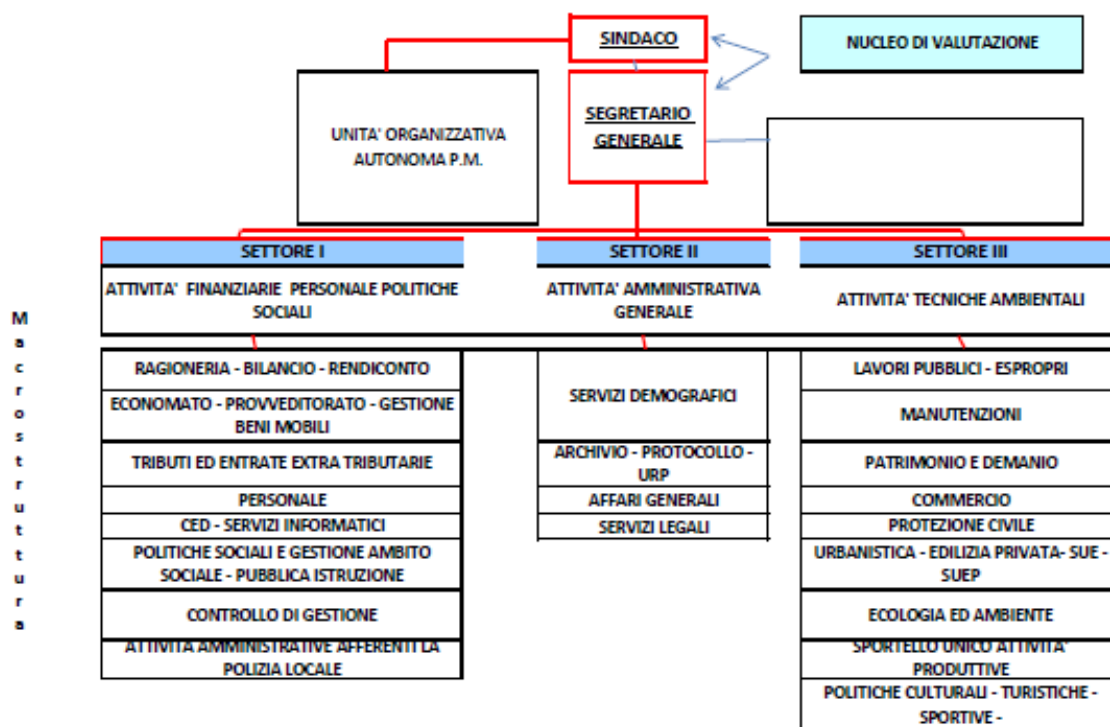 SINDACO
NUCLEO DI VALUTAZIONE
UNITA' ORGANIZZATIVA
AUTONOMA P.M.
SEGRETARIO
GENERALE
SETTORE I
SETTORE II
SETTORE III
ATTIVITA' FINANZIARIE PERSONALE POLITICHE
SOCIALI
ATTIVITA' AMMINISTRATIVA
GENERALE
ATTIVITA' TECNICHE AMBIENTALI
Macrostruttura
RAGIONERIA - BILANCIO - RENDICONTO
ECONOMATO - PROVVEDITORATO - GESTIONE
BENI MOBILI
TRIBUTI ED ENTRATE EXTRA TRIBUTARIE
PERSONALE
CED - SERVIZI INFORMATICI
POLITICHE SOCIALI E GESTIONE AMBITO
SOCIALE - PUBBLICA ISTRUZIONE
CONTROLLO DI GESTIONE
ATTIVITA AMMINISTRATIVE AFFERENTI LA
POLIZIA LOCALE
SERVIZI DEMOGRAFICI
ARCHIVIO - PROTOCOLLO -
URP
AFFARI GENERALI
SERVIZI LEGALI
LAVORI PUBBLICI - ESPROPRI
MANUTENZIONI
PATRIMONIO E DEMANIO
COMMERCIO
PROTEZIONE CIVILE
URBANISTICA - EDILIZIA PRIVATA- SUE -
SUEP
ECOLOGIA ED AMBIENTE
SPORTELLO UNICO ATTIVITA'
PRODUTTIVE
POLITICHE CULTURALI - TURISTICHE -
SPORTIVE -